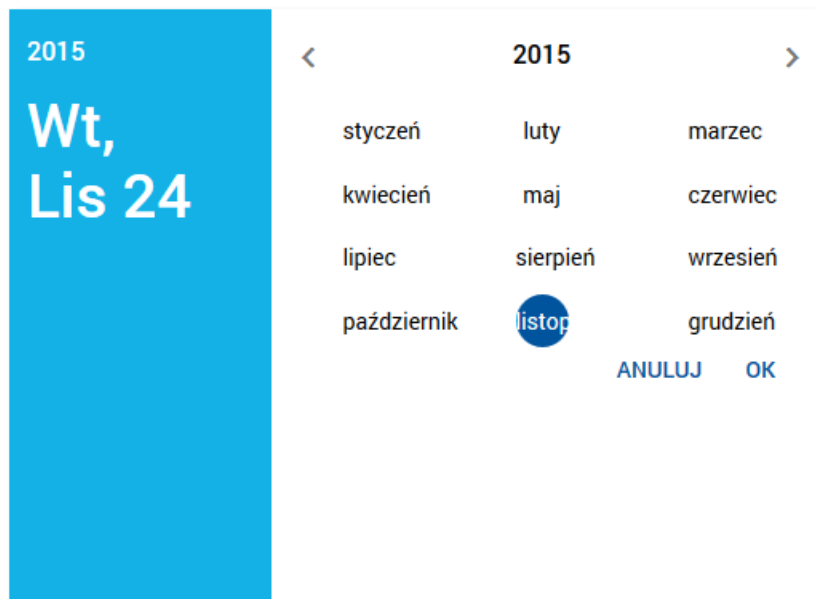 2015
Wt,
Lis 24
2015
styczeń luty marzec
kwiecień maj czerwiec
lipiec sierpień wrzesień
październik listop grudzień
ANULUJ OK